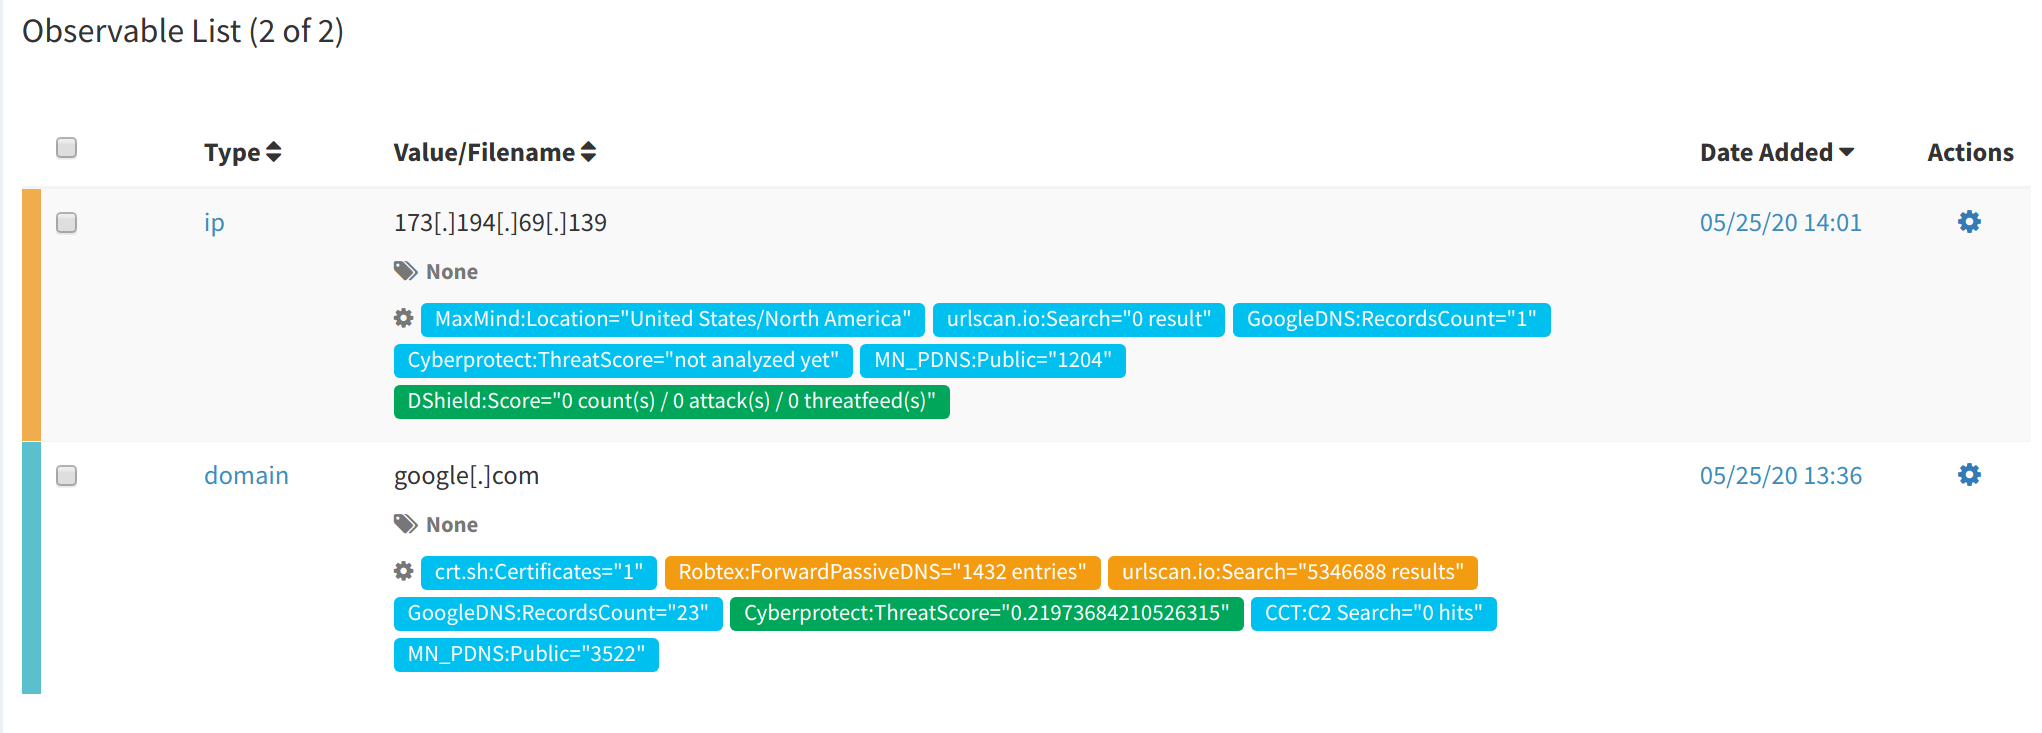 Observable List (2 of 2)
Type Value/Filename Date Added Actions
ip 173[.]194[.]69[.]139 05/25/20 14:01
None
MaxMind:Location="United States/North America" urlscan.io:Search="0 result" GoogleDNS:RecordsCount="1"
Cyberprotect:ThreatScore="not analyzed yet" MN_PDNS:Public="1204"
DShield:Score="0 count(s) / 0 attack(s) / 0 threatfeed(s)"
domain google[.]com 05/25/20 13:36
None
crt.sh:Certificates="1" Robtex:ForwardPassiveDNS="1432 entries" urlscan.io:Search="5346688 results"
GoogleDNS:RecordsCount="23" Cyberprotect:ThreatScore="0.21973684210526315" CCT:C2 Search="0 hits"
MN_PDNS:Public="3522"